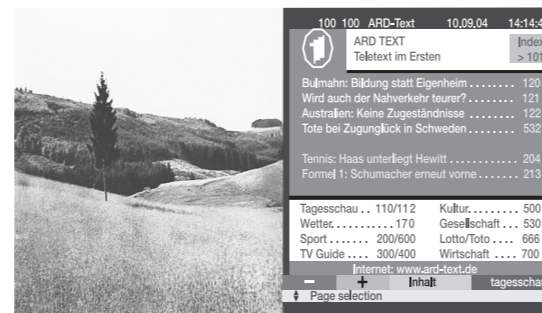 100 100 ARD-Text 10.09.04 14:14:4
ARD TEXT Index
Teletext im Ersten > 101
Bulmahn: Bildung statt Eigenheim . . . . . . . 120
Wird auch der Nahverkehr teurer? . . . . . . . . 121
Australien: Keine Zugeständnisse . . . . . . . . 122
Tote bei Zugunglück in Schweden . . . . . . . 532
Tennis: Haas unterliegt Hewitt . . . . . . . . . . . 204
Formel 1: Schumacher erneut vorne . . . . . . . 213
Tagesschau . . 110/112 Kultur. . . . . . . . 500
Wetter. . . . . . . . . . . 170 Gesellschaft . . . 530
Sport . . . . . . . 200/600 Lotto/Toto . . . . 666
TV Guide . . . . 300/400 Wirtschaft . . . . 700
Internet: www.ard-text.de
− + Inhalt tagesschau
Page selection